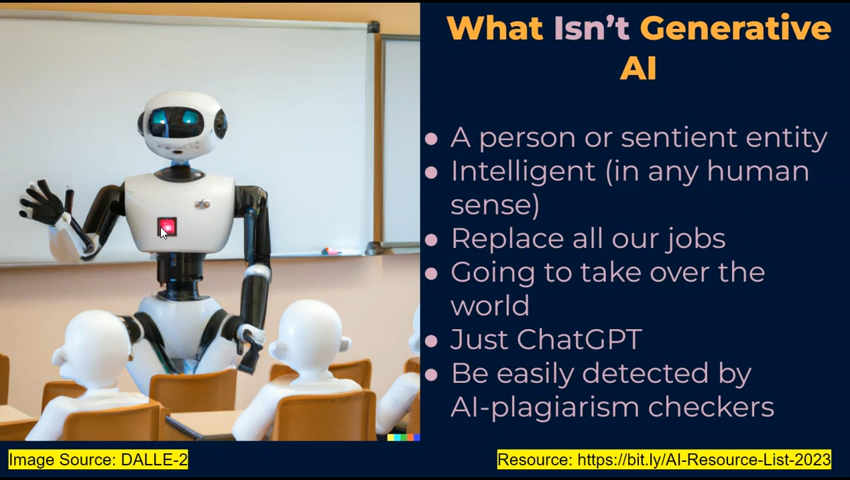 What Isn't Generative
AI
● A person or sentient entity
● Intelligent (in any human
sense)
● Replace all our jobs
● Going to take over the
world
● Just ChatGPT
● Be easily detected by
AI-plagiarism checkers
Image Source: DALLE-2
Resource: https://bit.ly/AI-Resource-List-2023